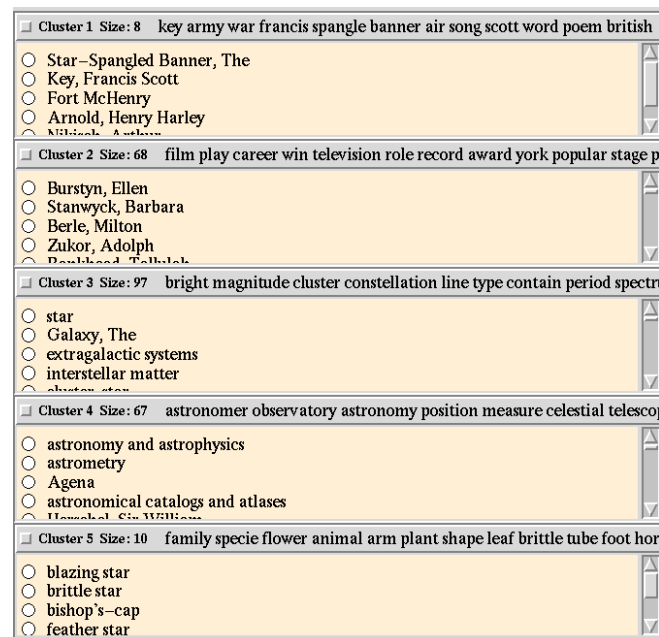 Cluster 1 Size: 8 key army war francis spangle banner air song scott word poem british
Star-Spangled Banner, The
Key, Francis Scott
Fort McHenry
Arnold, Henry Harley
Cluster 2 Size: 68 film play career win television role record award york popular stage p
Burstyn, Ellen
Stanwyck, Barbara
Berle, Milton
Zukor, Adolph
Cluster 3 Size: 97 bright magnitude cluster constellation line type contain period spectru
star
Galaxy, The
extragalactic systems
interstellar matter
Cluster 4 Size: 67 astronomer observatory astronomy position measure celestial telescop
astronomy and astrophysics
astrometry
Agena
astronomical catalogs and atlases
Cluster 5 Size: 10 family specie flower animal arm plant shape leaf brittle tube foot hor
blazing star
brittle star
bishop's-cap
feather star